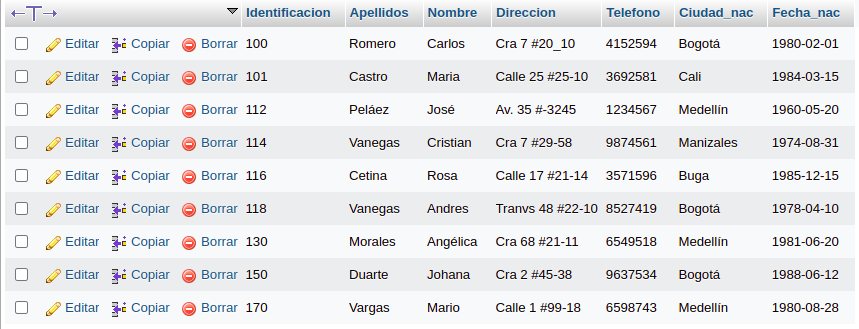 Identificacion Apellidos Nombre Direccion Telefono Ciudad_nac Fecha_nac
Editar Copiar Borrar 100 Romero Carlos Cra 7 #20_10 4152594 Bogotá 1980-02-01
Editar Copiar Borrar 101 Castro Maria Calle 25 #25-10 3692581 Cali 1984-03-15
Editar Copiar Borrar 112 Peláez José Av. 35 #-3245 1234567 Medellín 1960-05-20
Editar Copiar Borrar 114 Vanegas Cristian Cra 7 #29-58 9874561 Manizales 1974-08-31
Editar Copiar Borrar 116 Cetina Rosa Calle 17 #21-14 3571596 Buga 1985-12-15
Editar Copiar Borrar 118 Vanegas Andres Tranvs 48 #22-10 8527419 Bogotá 1978-04-10
Editar Copiar Borrar 130 Morales Angélica Cra 68 #21-11 6549518 Medellín 1981-06-20
Editar Copiar Borrar 150 Duarte Johana Cra 2 #45-38 9637534 Bogotá 1988-06-12
Editar Copiar Borrar 170 Vargas Mario Calle 1 #99-18 6598743 Medellín 1980-08-28